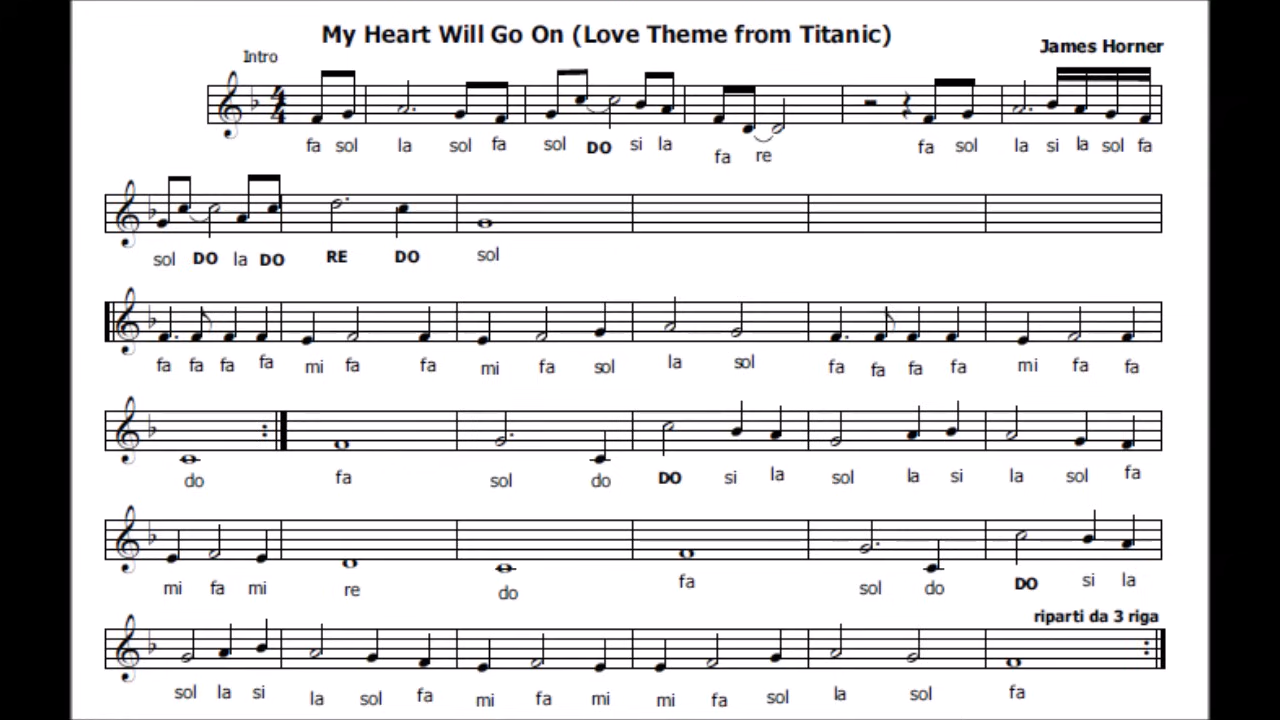 My Heart Will Go On (Love Theme from Titanic)
James Horner
Intro
4/4
fa sol la sol fa sol DO si la fa re fa sol la si la sol fa
sol DO la DO RE DO sol
fa fa fa fa mi fa fa mi fa sol la sol fa fa fa fa mi fa fa
do fa sol do DO si la sol la si la sol fa
mi fa mi re do fa sol do DO si la
riparti da 3 riga
sol la si la sol fa mi fa mi mi fa sol la sol fa